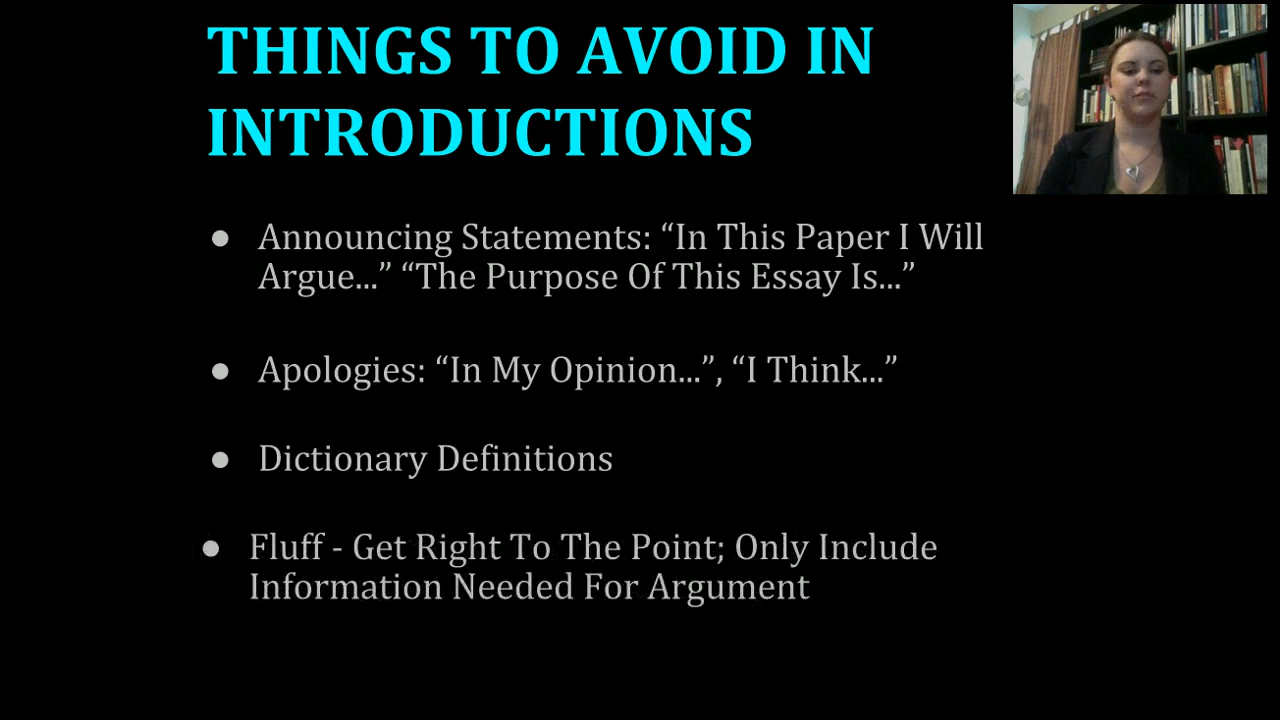 THINGS TO AVOID IN
INTRODUCTIONS
● Announcing Statements: “In This Paper I Will
Argue...” “The Purpose Of This Essay Is...”
● Apologies: “In My Opinion...”, “I Think...”
● Dictionary Definitions
● Fluff - Get Right To The Point; Only Include
Information Needed For Argument